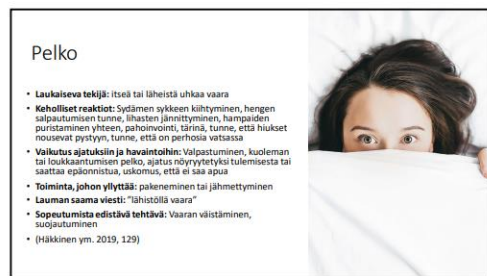 Pelko
• Laukaiseva tekijä: itseä tai läheistä uhkaa vaara
• Keholliset reaktiot: Sydämen sykkeen kiihtyminen, hengen
salpautumisen tunne, lihasten jännittyminen, hampaiden
puristaminen yhteen, pahoinvointi, tärinä, tunne, että hiukset
nousevat pystyyn, tunne, että on perhosia vatsassa
• Vaikutus ajatuksiin ja havaintoihin: Valpastuminen, kuoleman
tai loukkaantumisen pelko, ajatus nöyryytetyksi tulemisesta tai
saattaa epäonnistua, uskomus, että ei saa apua
• Toiminta, johon yllyttää: pakeneminen tai jähmettyminen
• Lauman saama viesti: "lähistöllä vaara"
• Sopeutumista edistävä tehtävä: Vaaran väistäminen,
suojautuminen
• (Häkkinen ym. 2019, 129)